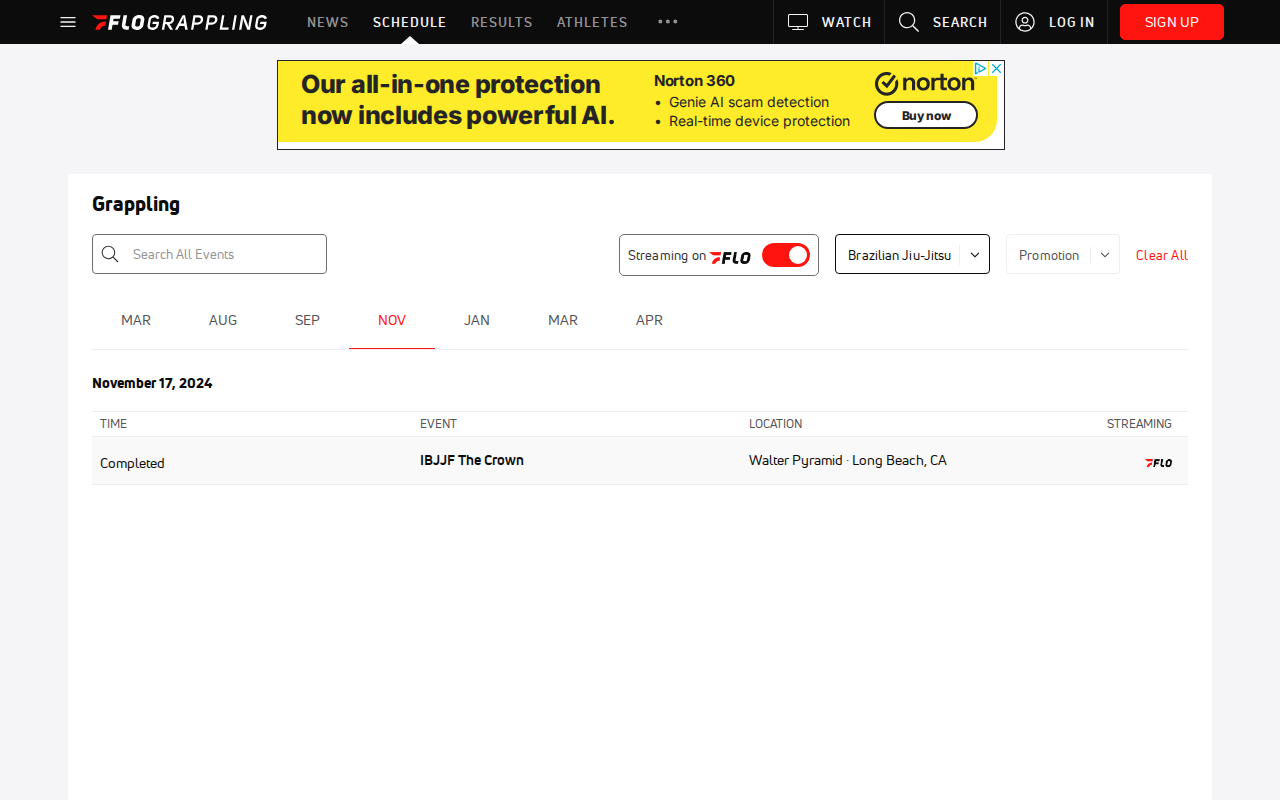 FLOGRAPPLING NEWS SCHEDULE RESULTS ATHLETES ••• WATCH SEARCH LOG IN SIGN UP
Our all-in-one protection
now includes powerful AI.
Norton 360
• Genie AI scam detection
• Real-time device protection
norton
Buy now
Grappling
Search All Events
Streaming on FLO
Brazilian Jiu-Jitsu
Promotion
Clear All
MAR AUG SEP NOV JAN MAR APR
November 17, 2024
TIME EVENT LOCATION STREAMING
Completed IBJJF The Crown Walter Pyramid · Long Beach, CA FLO